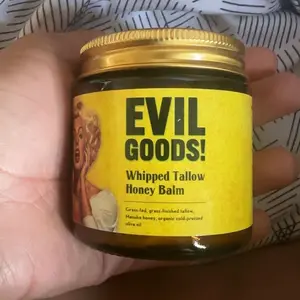 EVIL
GOODS!
Whipped Tallow
Honey Balm
Grass-fed, grass-finished tallow,
Manuka honey, organic cold pressed
olive oil